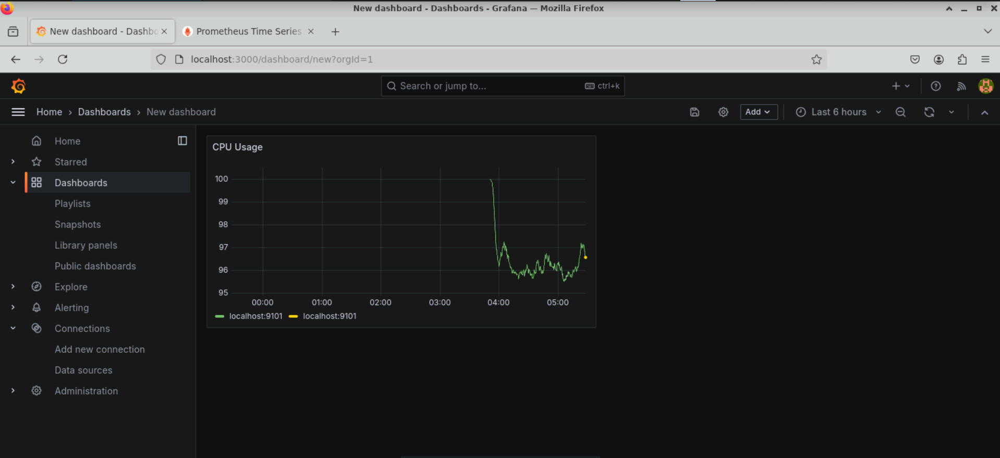 New dashboard - Dashboards - Grafana — Mozilla Firefox
New dashboard - Dashbo
Prometheus Time Series
localhost:3000/dashboard/new?orgId=1
Search or jump to...
ctrl+k
Home › Dashboards › New dashboard
Add
Last 6 hours
Home
Starred
Dashboards
Playlists
Snapshots
Library panels
Public dashboards
Explore
Alerting
Connections
Add new connection
Data sources
Administration
CPU Usage
100
99
98
97
96
95
00:00 01:00 02:00 03:00 04:00 05:00
localhost:9101 localhost:9101